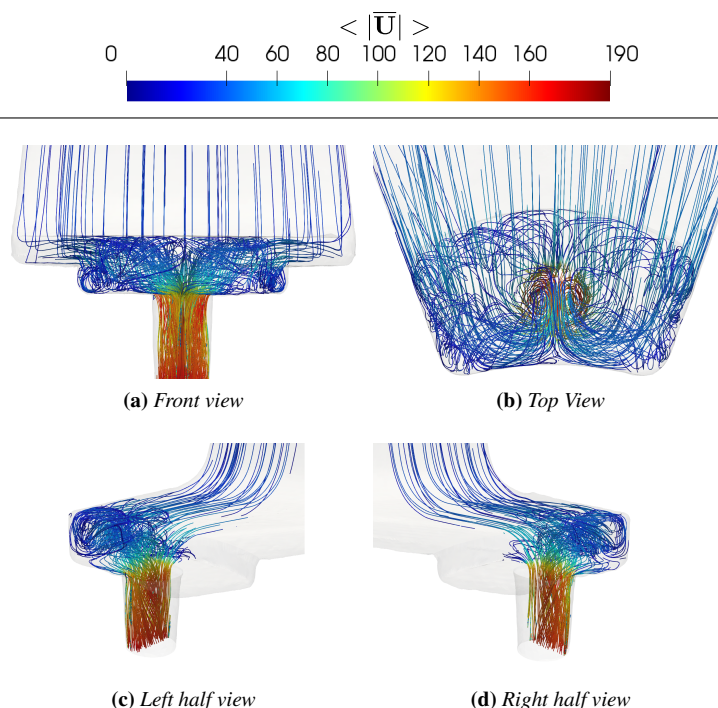 < |U̅| >
0 40 60 80 100 120 140 160 190
(a) Front view
(b) Top View
(c) Left half view
(d) Right half view